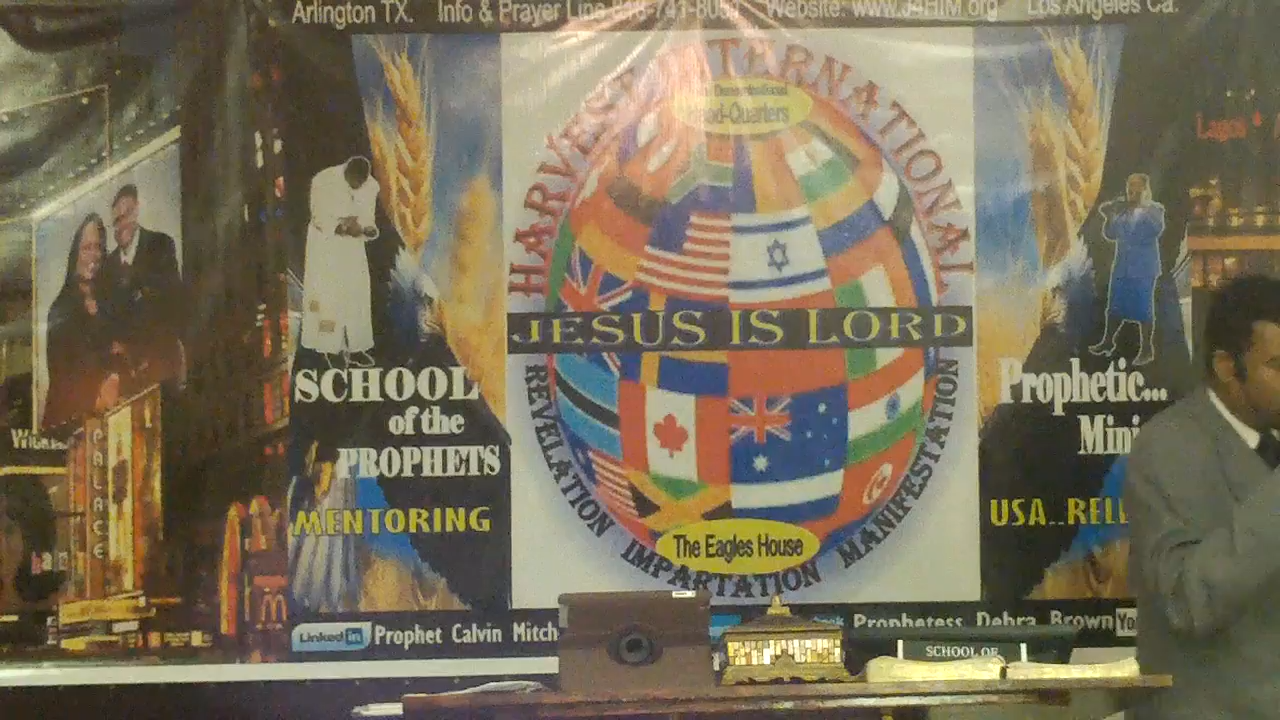 Arlington TX. Info & Prayer Line Website: www.J4HIM.org Los Angeles Ca.
HARVEST INTERNATIONAL
Head-Quarters
Lagos
JESUS IS LORD
SCHOOL
of the
PROPHETS
MENTORING
Prophetic...
USA..
PALACE
REVELATION IMPARTATION MANIFESTATION
The Eagles House
Linked in Prophet Calvin Prophetess Debra Brown
SCHOOL OF